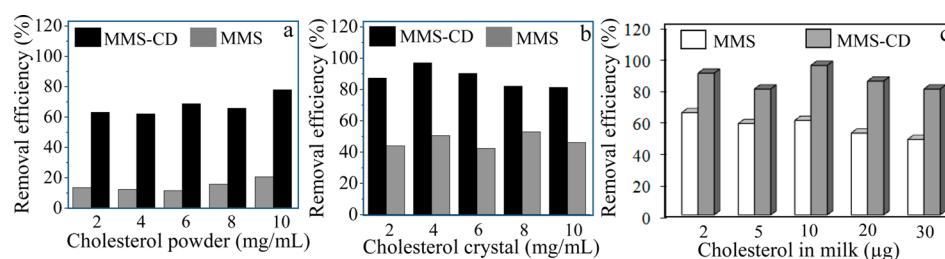 Removal efficiency (%)
120
100
80
60
40
20
0
MMS-CD MMS a
2 4 6 8 10
Cholesterol powder (mg/mL)
Removal efficiency (%)
120
100
80
60
40
20
0
MMS-CD MMS b
2 4 6 8 10
Cholesterol crystal (mg/mL)
Removal efficiency (%)
120
100
80
60
40
20
0
MMS MMS-CD c
2 5 10 20 30
Cholesterol in milk (µg)